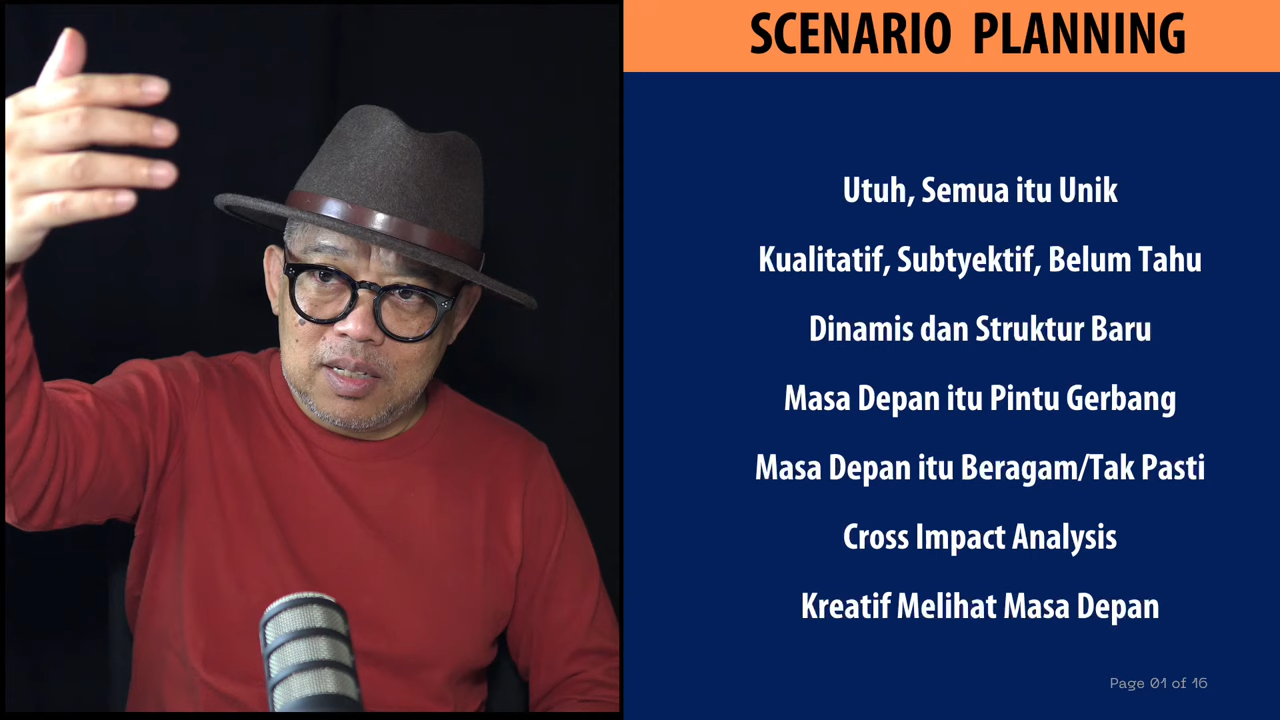 SCENARIO PLANNING
Utuh, Semua itu Unik
Kualitatif, Subtyektif, Belum Tahu
Dinamis dan Struktur Baru
Masa Depan itu Pintu Gerbang
Masa Depan itu Beragam/Tak Pasti
Cross Impact Analysis
Kreatif Melihat Masa Depan
Page 01 of 16